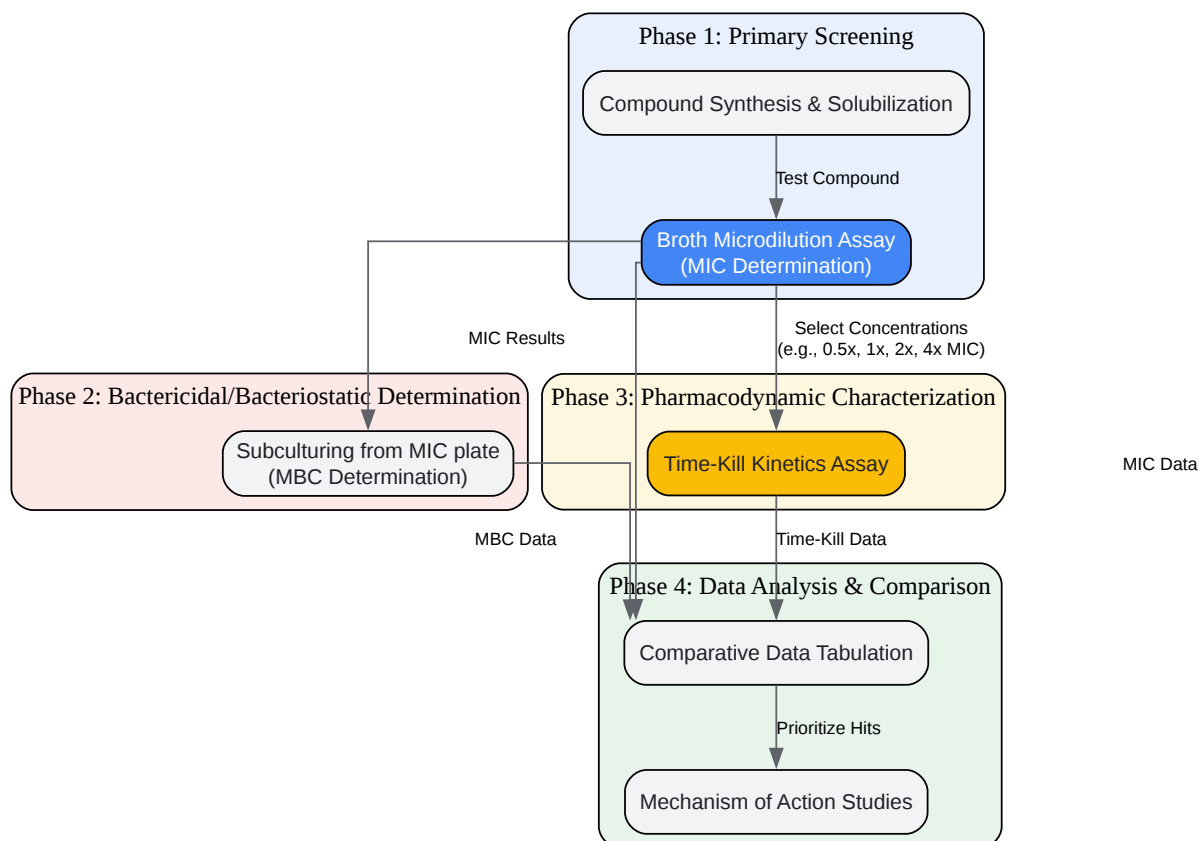 Phase 1: Primary Screening
Compound Synthesis & Solubilization
Test Compound
Broth Microdilution Assay
(MIC Determination)
MIC Results
Select Concentrations
(e.g., 0.5x, 1x, 2x, 4x MIC)
Phase 2: Bactericidal/Bacteriostatic Determination
Phase 3: Pharmacodynamic Characterization
Subculturing from MIC plate
(MBC Determination)
Time-Kill Kinetics Assay
MIC Data
MBC Data
Time-Kill Data
Phase 4: Data Analysis & Comparison
Comparative Data Tabulation
Prioritize Hits
Mechanism of Action Studies